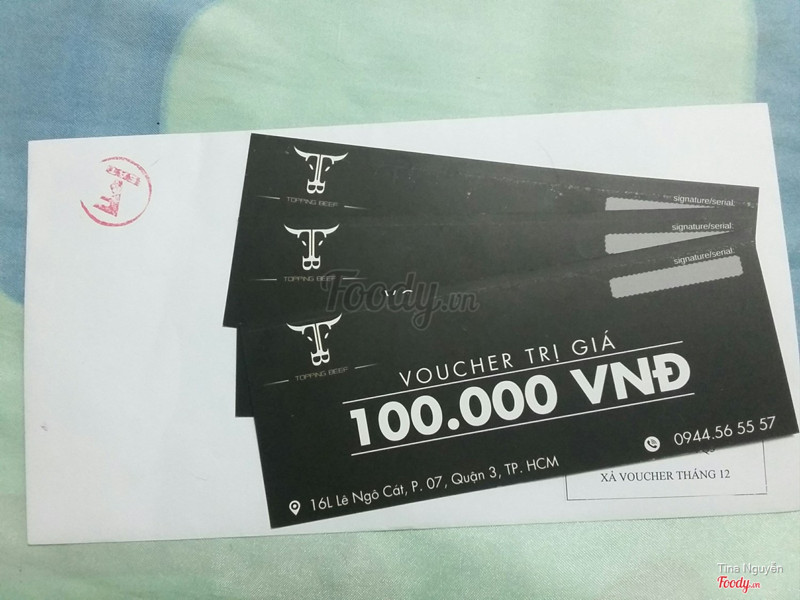 TOPPING BEEF
signature/serial:
TOPPING BEEF
signature/serial:
TOPPING BEEF
signature/serial:
Foody.vn
VOUCHER TRỊ GIÁ
100.000 VNĐ
0944.56 55 57
16L Lê Ngô Cát, P. 07, Quận 3, TP. HCM
XẢ VOUCHER THÁNG 12
Tina Nguyễn
Foody.vn